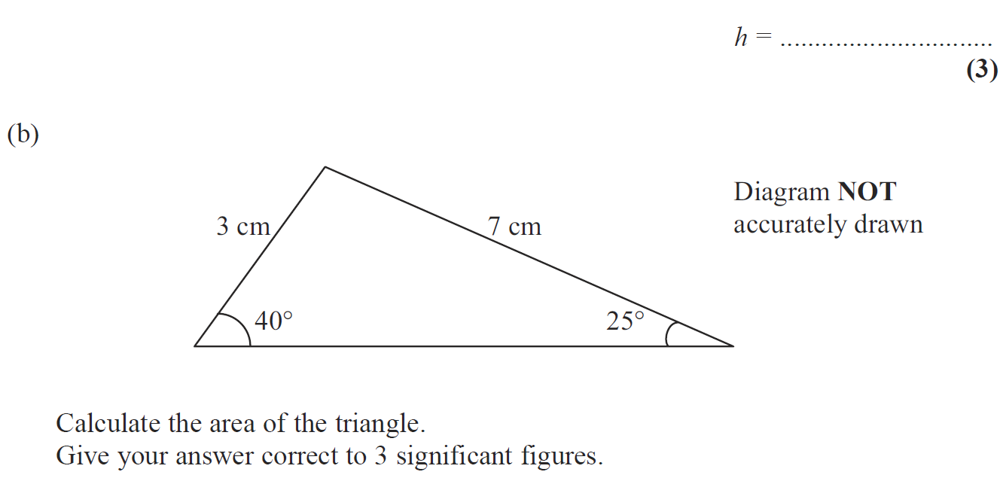 h = ...............................
(3)
(b)
Diagram NOT
accurately drawn
3 cm
7 cm
40°
25°
Calculate the area of the triangle.
Give your answer correct to 3 significant figures.